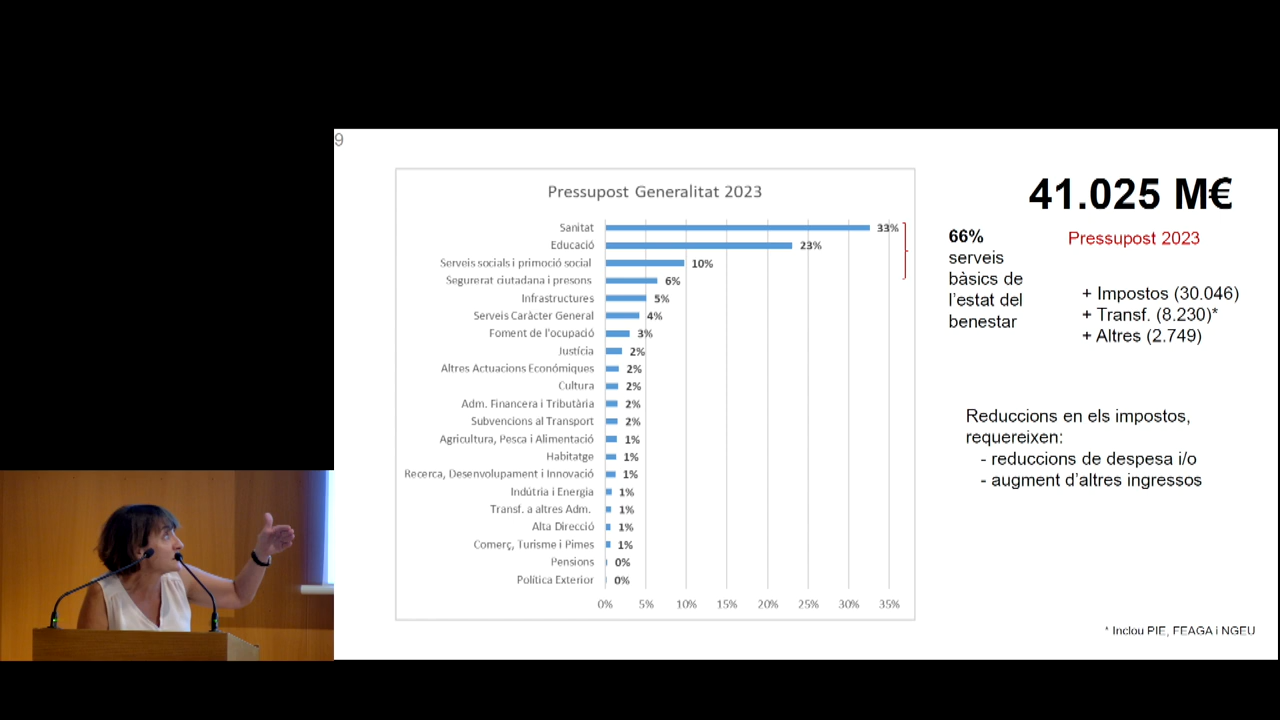 9
Pressupost Generalitat 2023
Sanitat 33%
Educació 23%
Serveis socials i primoció social 10%
Segurerat ciutadana i presons 6%
Infrastructures 5%
Serveis Caràcter General 4%
Foment de l'ocupació 3%
Justícia 2%
Altres Actuacions Económiques 2%
Cultura 2%
Adm. Financera i Tributària 2%
Subvencions al Transport 2%
Agricultura, Pesca i Alimentació 1%
Habitatge 1%
Recerca, Desenvolupament i Innovació 1%
Indútria i Energia 1%
Transf. a altres Adm. 1%
Alta Direcció 1%
Comerç, Turisme i Pimes 1%
Pensions 0%
Política Exterior 0%
0% 5% 10% 15% 20% 25% 30% 35%
66%
serveis
bàsics de
l'estat del
benestar
41.025 M€
Pressupost 2023
+ Impostos (30.046)
+ Transf. (8.230)*
+ Altres (2.749)
Reduccions en els impostos,
requereixen:
- reduccions de despesa i/o
- augment d'altres ingressos
* Inclou PIE, FEAGA i NGEU